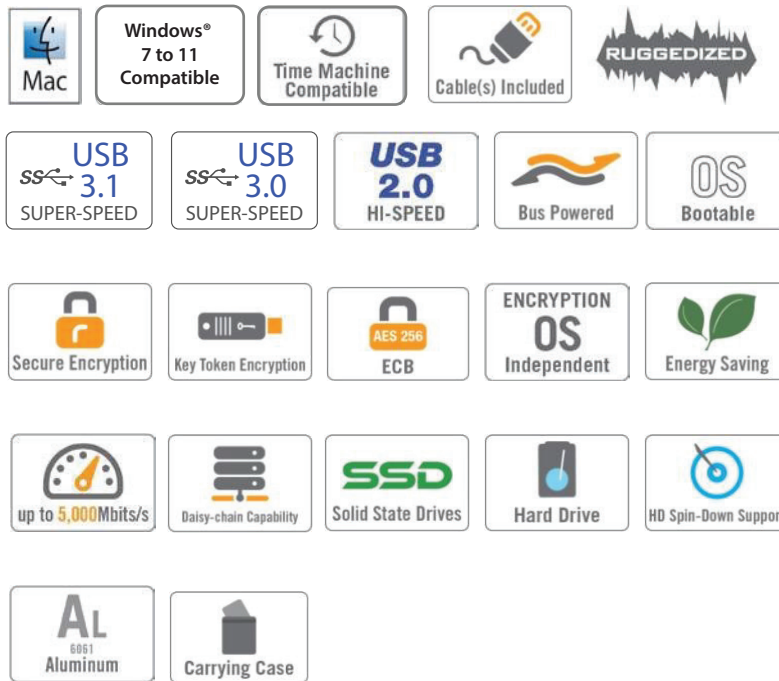 Mac
Windows®
7 to 11
Compatible
Time Machine
Compatible
Cable(s) Included
RUGGEDIZED
SS USB
3.1
SUPER-SPEED
SS USB
3.0
SUPER-SPEED
USB
2.0
HI-SPEED
Bus Powered
OS
Bootable
Secure Encryption
Key Token Encryption
AES 256
ECB
ENCRYPTION
OS
Independent
Energy Saving
up to 5,000Mbits/s
Daisy-chain Capability
SSD
Solid State Drives
Hard Drive
HD Spin-Down Suppor
AL
6061
Aluminum
Carrying Case